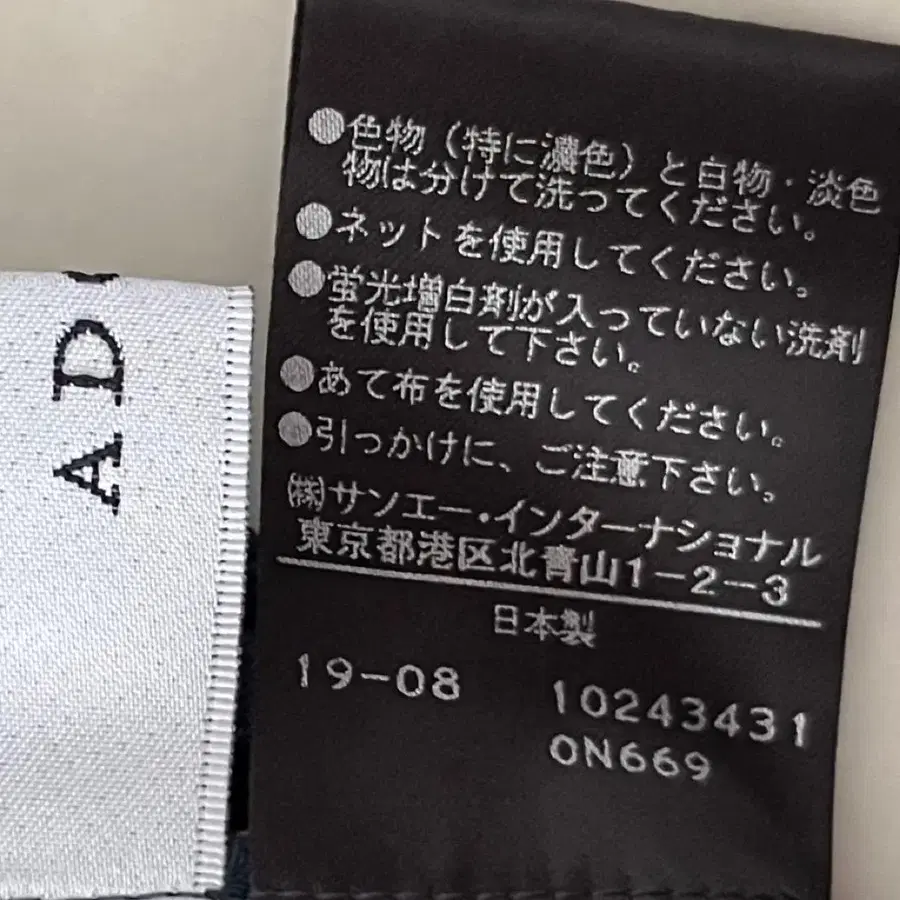 AD
●色物（特に濃色）と白物・淡色
物は分けて洗ってください。
●ネットを使用してください。
●蛍光増白剤が入っていない洗剤
を使用して下さい。
●あて布を使用してください。
●引っかけに、ご注意下さい。
㈱サンエー・インターナショナル
東京都港区北青山1-2-3
日本製
19-08 10243431
0N669